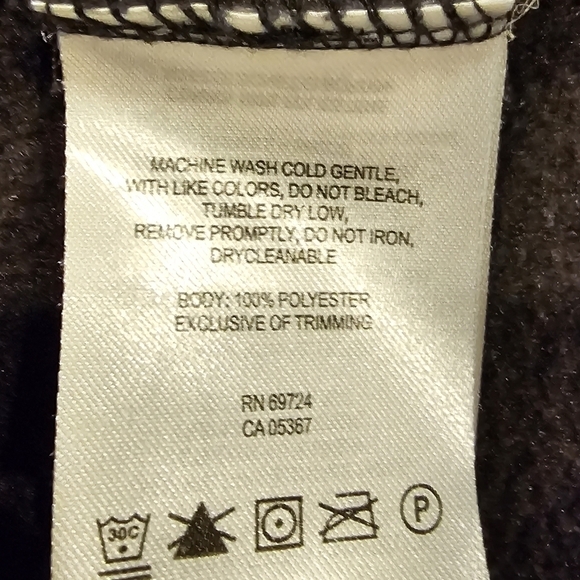 MACHINE WASH COLD GENTLE,
WITH LIKE COLORS, DO NOT BLEACH,
TUMBLE DRY LOW,
REMOVE PROMPTLY, DO NOT IRON,
DRYCLEANABLE
BODY: 100% POLYESTER
EXCLUSIVE OF TRIMMING
RN 69724
CA 05367
30C
P